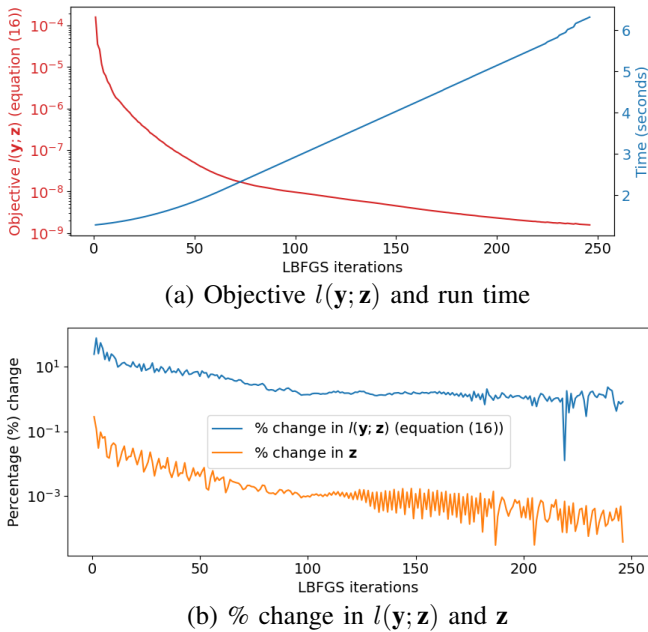 10⁻⁴
10⁻⁵
10⁻⁶
10⁻⁷
10⁻⁸
10⁻⁹
Objective l(y; z) (equation (16))
6
5
4
3
2
Time (seconds)
0 50 100 150 200 250
LBFGS iterations
(a) Objective l(y; z) and run time
10¹
10⁻¹
10⁻³
Percentage (%) change
% change in l(y; z) (equation (16))
% change in z
0 50 100 150 200 250
LBFGS iterations
(b) % change in l(y; z) and z